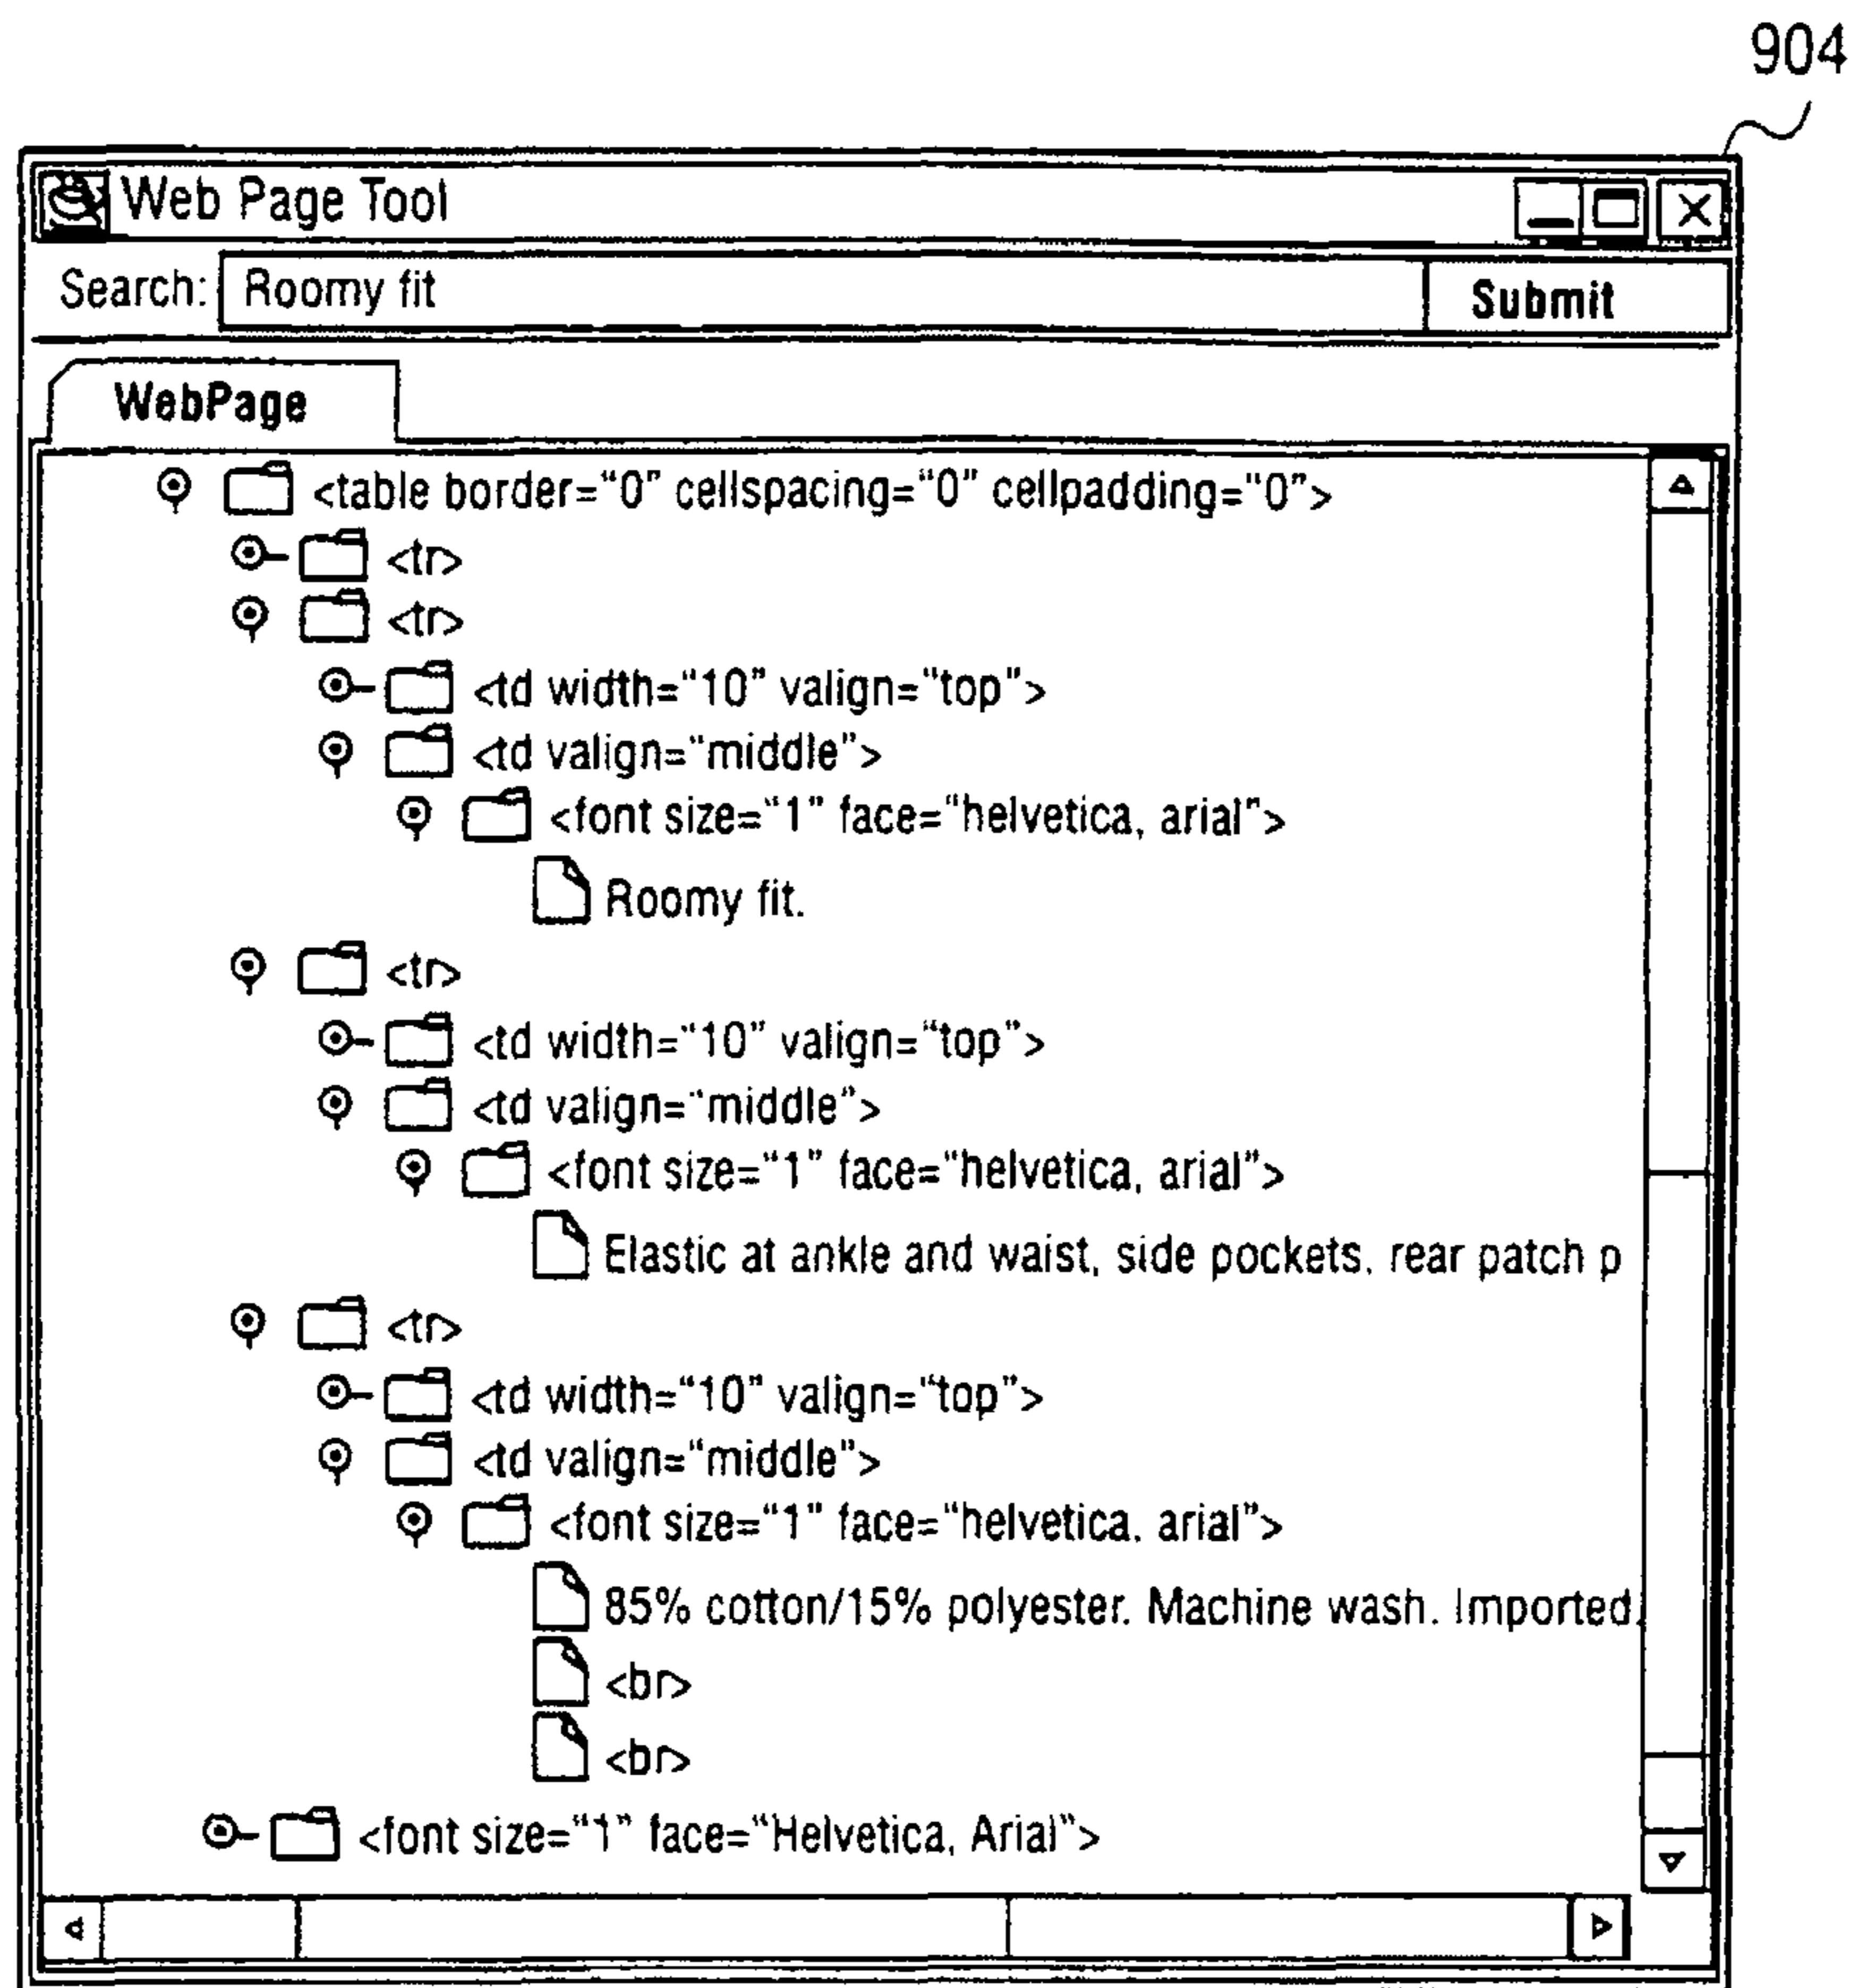 904
Web Page Tool
Search: Roomy fit Submit
WebPage
<table border="0" cellspacing="0" cellpadding="0">
<tr>
<tr>
<td width="10" valign="top">
<td valign="middle">
<font size="1" face="helvetica, arial">
Roomy fit.
<tr>
<td width="10" valign="top">
<td valign="middle">
<font size="1" face="helvetica, arial">
Elastic at ankle and waist, side pockets, rear patch p
<tr>
<td width="10" valign="top">
<td valign="middle">
<font size="1" face="helvetica, arial">
85% cotton/15% polyester. Machine wash. Imported.
<br>
<br>
<font size="1" face="Helvetica, Arial">